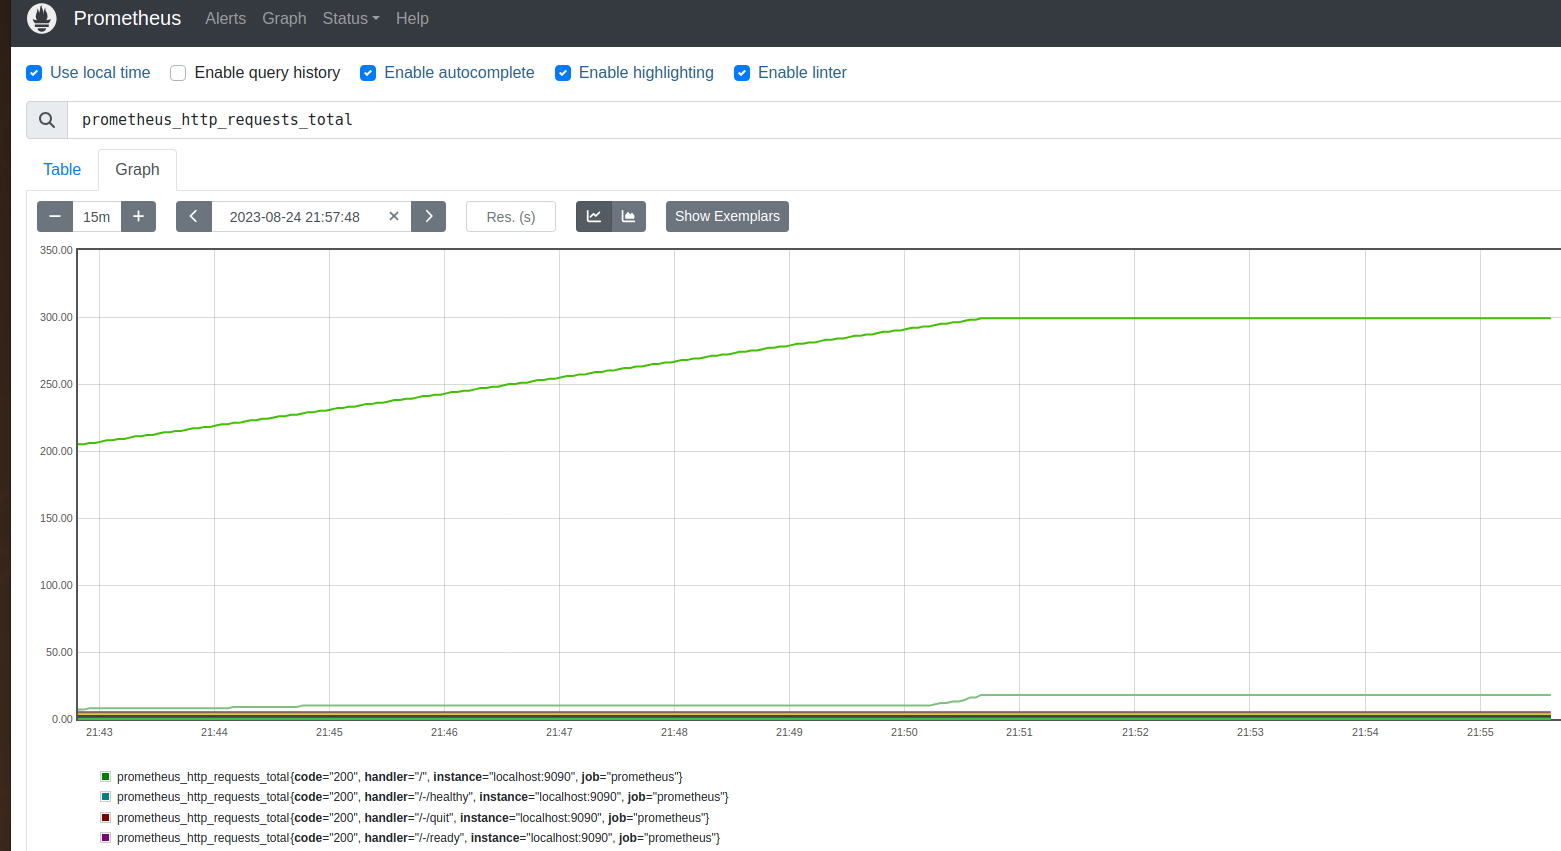 Prometheus Alerts Graph Status Help
Use local time Enable query history Enable autocomplete Enable highlighting Enable linter
prometheus_http_requests_total
Table Graph
15m 2023-08-24 21:57:48 Res. (s) Show Exemplars
350.00
300.00
250.00
200.00
150.00
100.00
50.00
0.00
21:43 21:44 21:45 21:46 21:47 21:48 21:49 21:50 21:51 21:52 21:53 21:54 21:55
prometheus_http_requests_total{code="200", handler="/", instance="localhost:9090", job="prometheus"}
prometheus_http_requests_total{code="200", handler="/-/healthy", instance="localhost:9090", job="prometheus"}
prometheus_http_requests_total{code="200", handler="/-/quit", instance="localhost:9090", job="prometheus"}
prometheus_http_requests_total{code="200", handler="/-/ready", instance="localhost:9090", job="prometheus"}